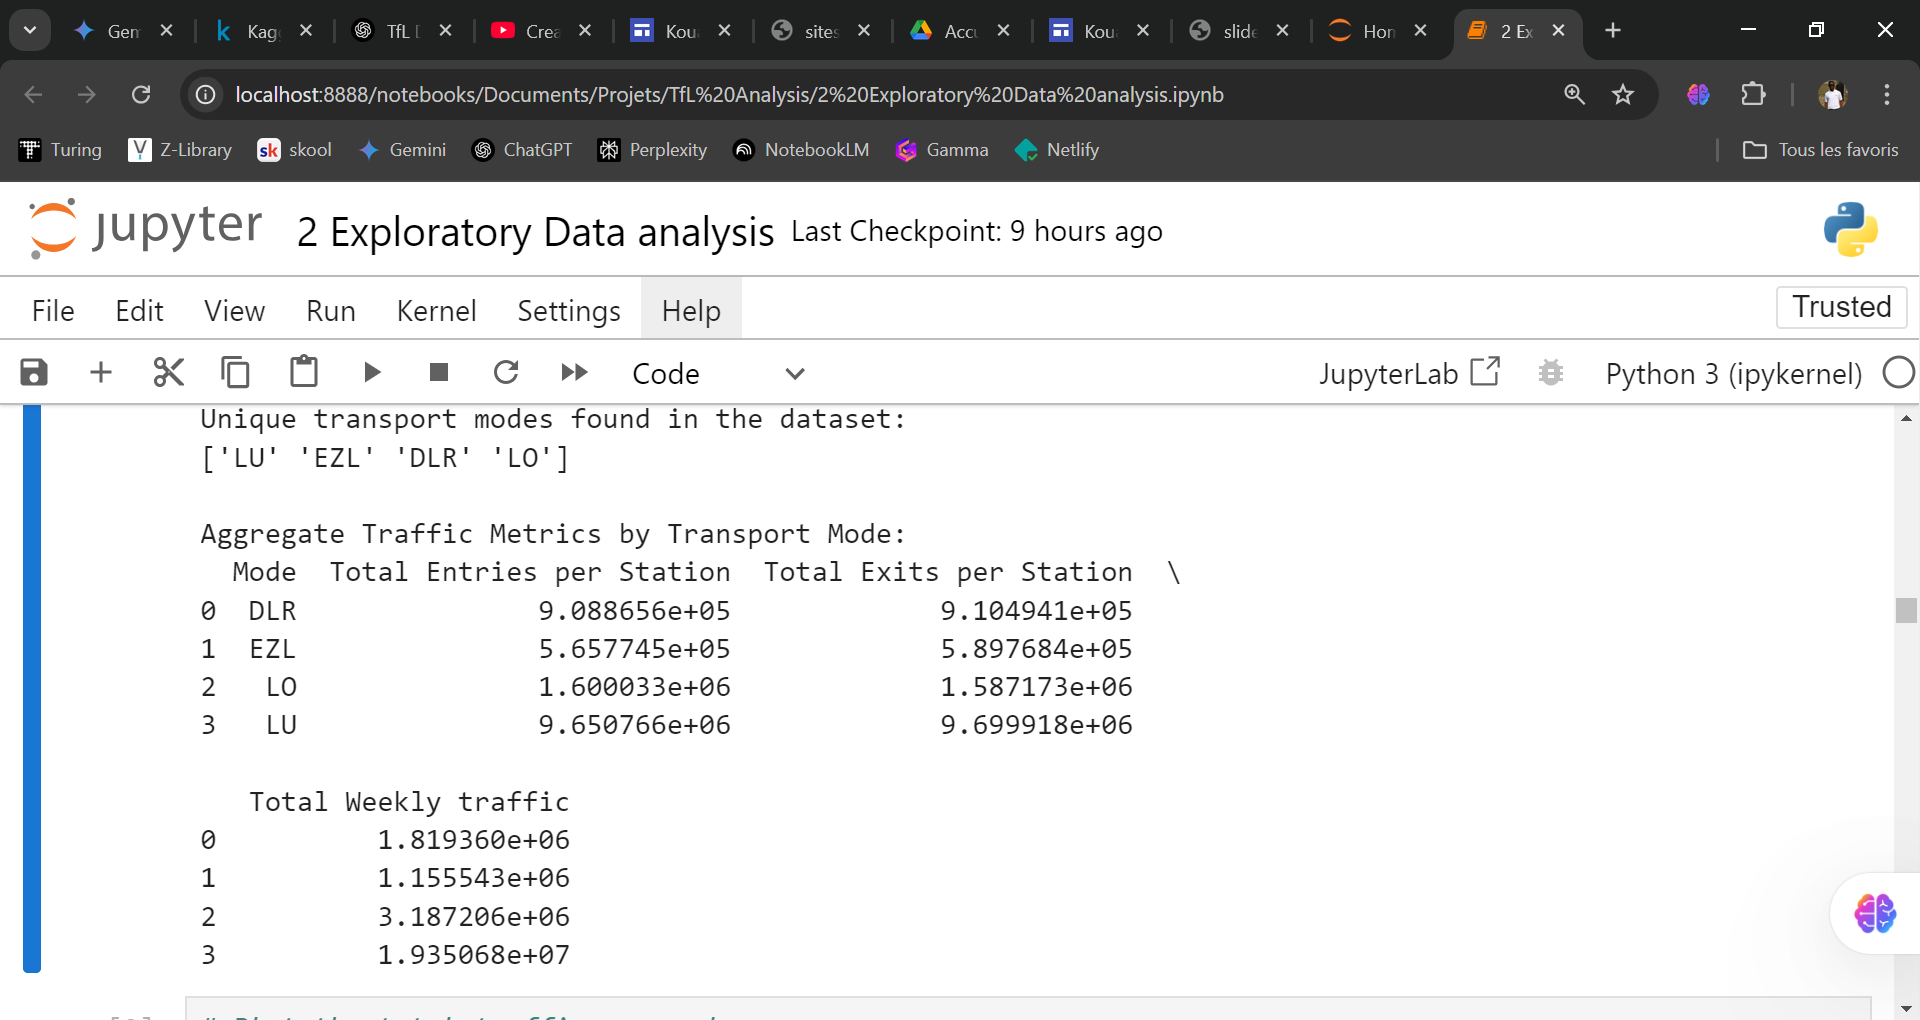 Gen
Kag
TfL D
Crea
Kou
sites
Accu
Kou
slide
Hon
2 Ex
localhost:8888/notebooks/Documents/Projets/TfL%20Analysis/2%20Exploratory%20Data%20analysis.ipynb
Turing
Z-Library
sk skool
Gemini
ChatGPT
Perplexity
NotebookLM
Gamma
Netlify
Tous les favoris
jupyter 2 Exploratory Data analysis Last Checkpoint: 9 hours ago
File Edit View Run Kernel Settings Help
Trusted
Code
JupyterLab
Python 3 (ipykernel)
Unique transport modes found in the dataset:
['LU' 'EZL' 'DLR' 'LO']
Aggregate Traffic Metrics by Transport Mode:
Mode Total Entries per Station Total Exits per Station \
0 DLR 9.088656e+05 9.104941e+05
1 EZL 5.657745e+05 5.897684e+05
2 LO 1.600033e+06 1.587173e+06
3 LU 9.650766e+06 9.699918e+06
Total Weekly traffic
0 1.819360e+06
1 1.155543e+06
2 3.187206e+06
3 1.935068e+07